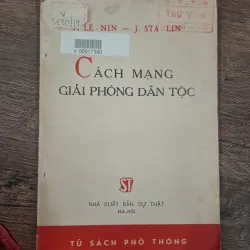 LÊ-NIN — J. STA-LIN
CÁCH MẠNG
GIẢI PHÓNG DÂN TỘC
ST
NHÀ XUẤT BẢN SỰ THẬT
HÀ-NỘI
TỦ SÁCH PHỔ THÔNG